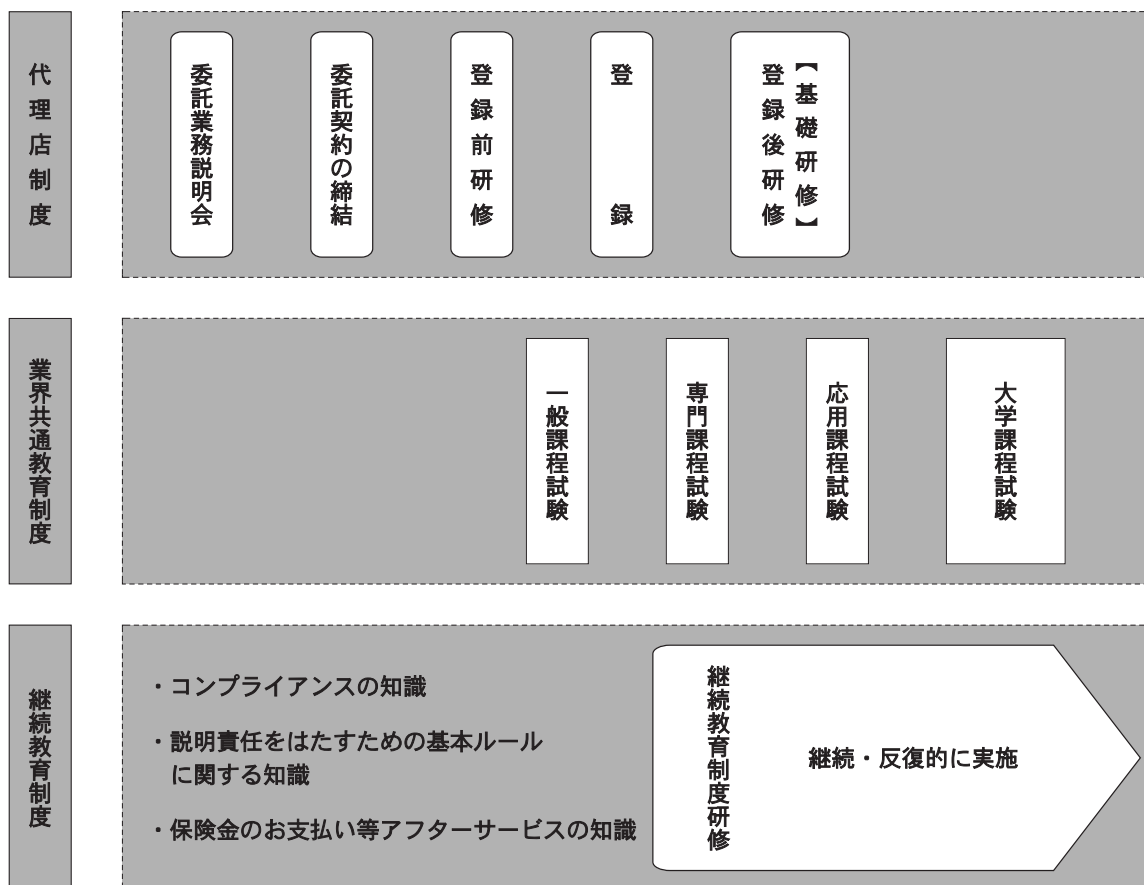 代理店制度
委託業務説明会
委託契約の締結
登録前研修
登録
【基礎研修】
登録後研修
業界共通教育制度
一般課程試験
専門課程試験
応用課程試験
大学課程試験
継続教育制度
・コンプライアンスの知識
・説明責任をはたすための基本ルール
に関する知識
・保険金のお支払い等アフターサービスの知識
継続教育制度研修
継続・反復的に実施